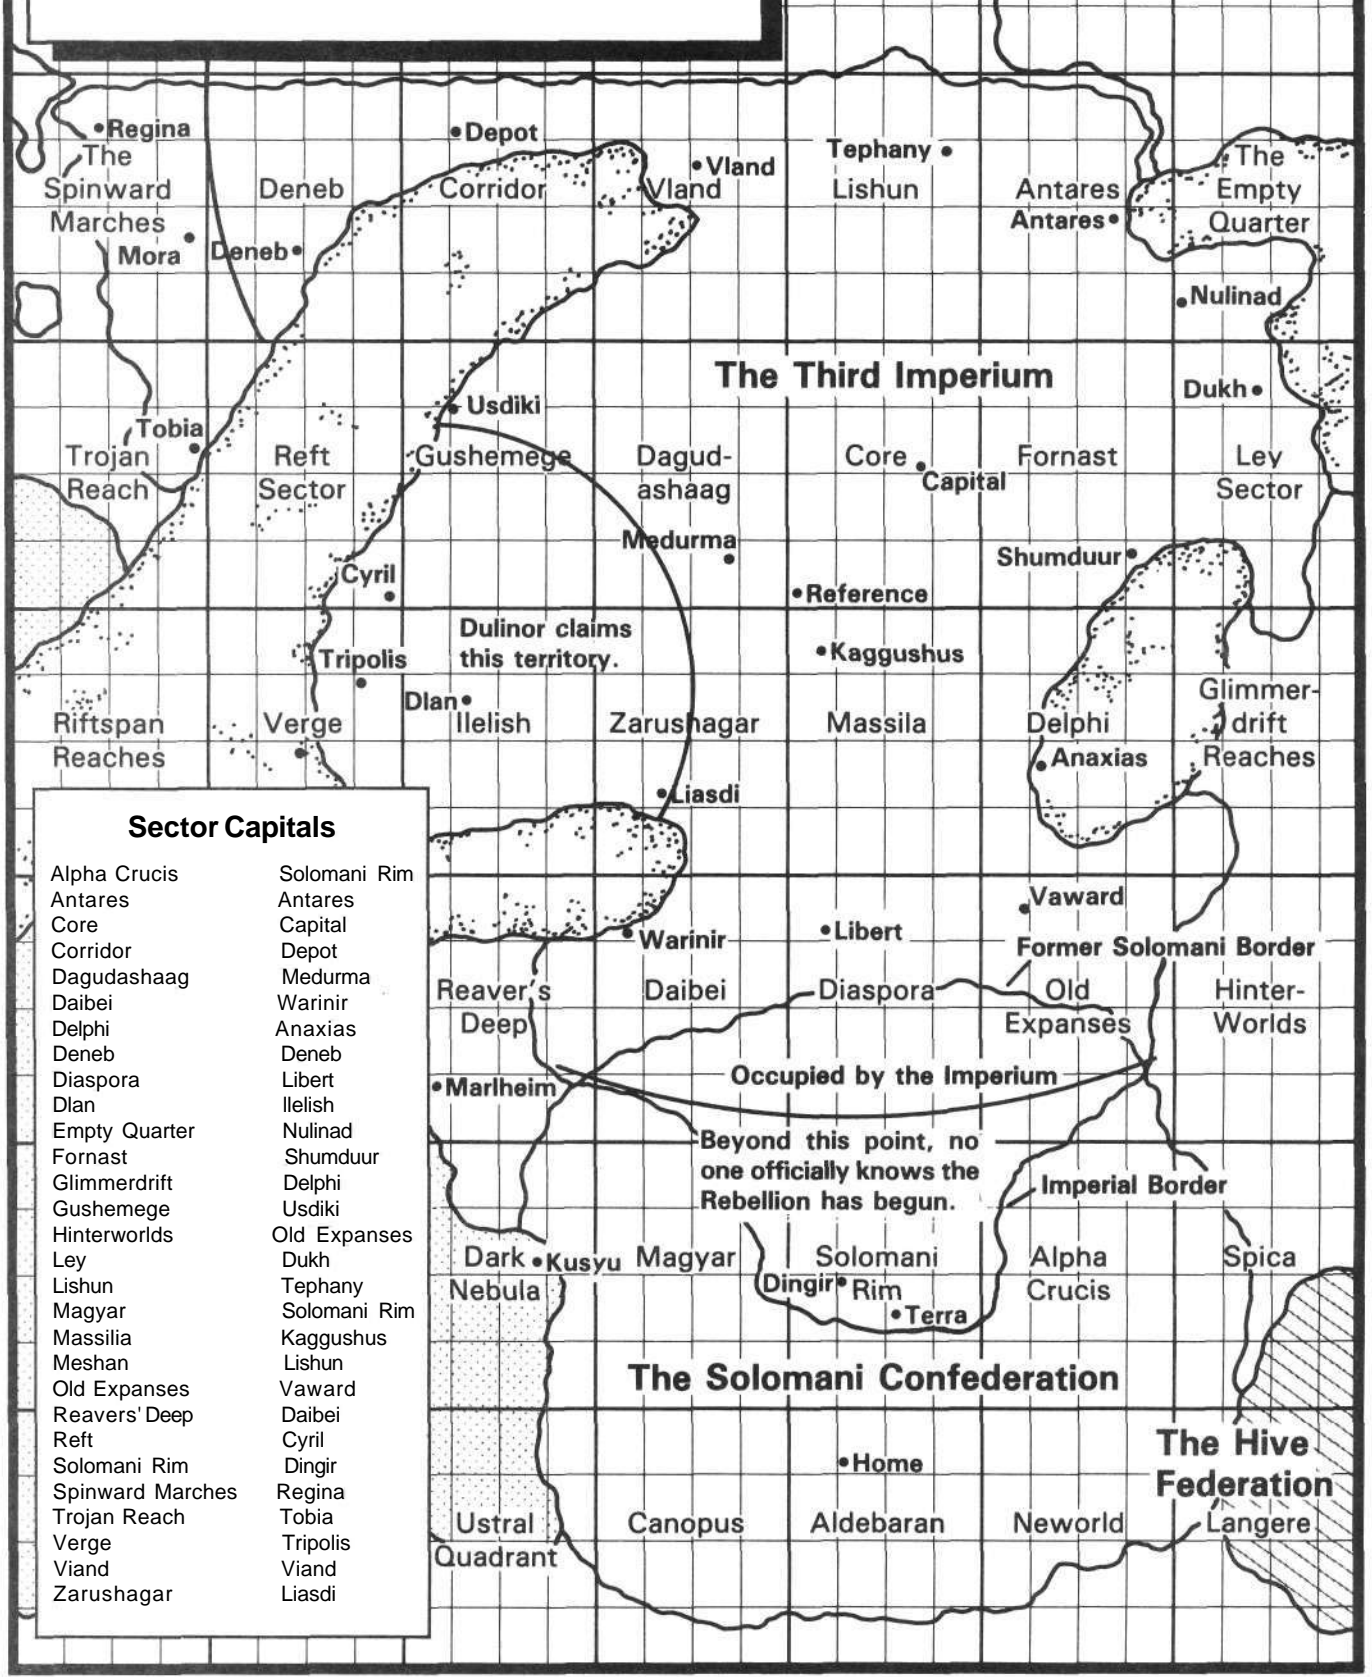 Regina
The
Spinward
Marches
Mora
Deneb
Deneb
Depot
Corridor
Vland
Vland
Tephany
Lishun
Antares
Antares
The
Empty
Quarter
Nulinad
The Third Imperium
Dukh
Tobia
Trojan
Reach
Reft
Sector
Usdiki
Gushemege
Dagud-
ashaag
Medurma
Core
Capital
Fornast
Ley
Sector
Shumduur
Cyril
Reference
Dulinor claims
this territory.
Tripolis
Kaggushus
Dlan
Ilelish
Riftspan
Reaches
Verge
Zarushagar
Massila
Delphi
Anaxias
Glimmer-
drift
Reaches
Liasdi
Vaward
Warinir
Libert
Former Solomani Border
Reaver's
Deep
Daibei
Diaspora
Old
Expanses
Hinter-
Worlds
Marlheim
Occupied by the Imperium
Beyond this point, no
one officially knows the
Rebellion has begun.
Imperial Border
Dark
Nebula
Kusyu
Magyar
Solomani
Rim
Dingir
Terra
Alpha
Crucis
Spica
The Solomani Confederation
The Hive
Federation
Home
Ustral
Quadrant
Canopus
Aldebaran
Neworld
Langere
Sector Capitals
Alpha Crucis Solomani Rim
Antares Antares
Core Capital
Corridor Depot
Dagudashaag Medurma
Daibei Warinir
Delphi Anaxias
Deneb Deneb
Diaspora Libert
Dlan Ilelish
Empty Quarter Nulinad
Fornast Shumduur
Glimmerdrift Delphi
Gushemege Usdiki
Hinterworlds Old Expanses
Ley Dukh
Lishun Tephany
Magyar Solomani Rim
Massilia Kaggushus
Meshan Lishun
Old Expanses Vaward
Reavers' Deep Daibei
Reft Cyril
Solomani Rim Dingir
Spinward Marches Regina
Trojan Reach Tobia
Verge Tripolis
Viand Viand
Zarushagar Liasdi